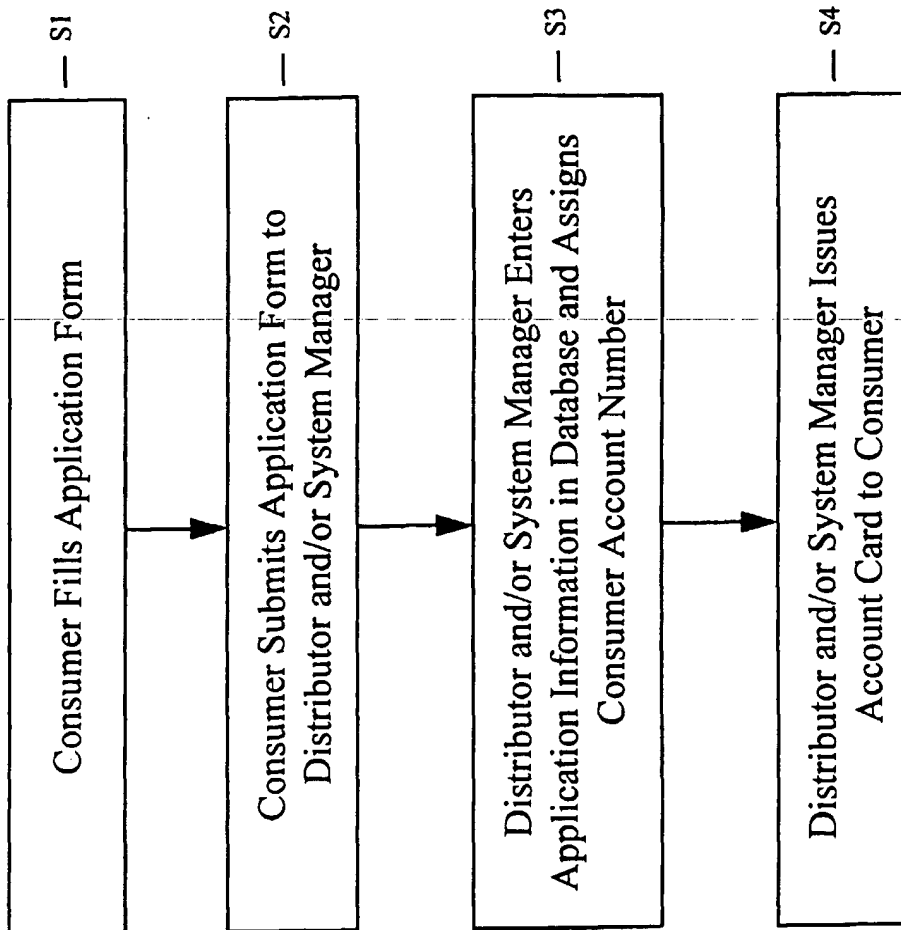 Consumer Fills Application Form
— S1
Consumer Submits Application Form to
Distributor and/or System Manager
— S2
Distributor and/or System Manager Enters
Application Information in Database and Assigns
Consumer Account Number
— S3
Distributor and/or System Manager Issues
Account Card to Consumer
— S4